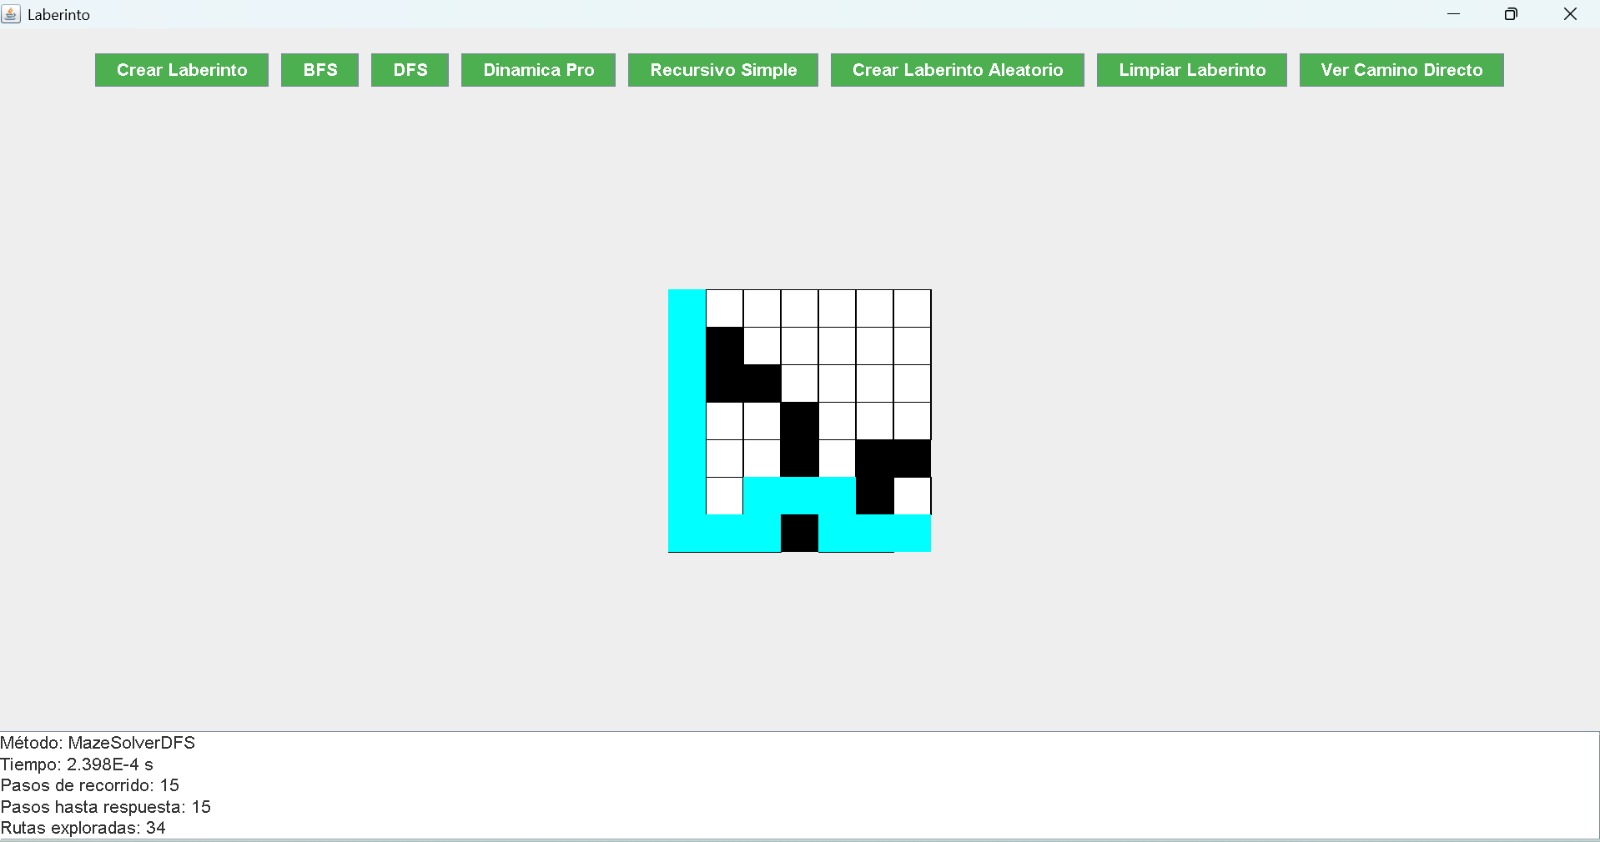 Laberinto
Crear Laberinto BFS DFS Dinamica Pro Recursivo Simple Crear Laberinto Aleatorio Limpiar Laberinto Ver Camino Directo
Método: MazeSolverDFS
Tiempo: 2.398E-4 s
Pasos de recorrido: 15
Pasos hasta respuesta: 15
Rutas exploradas: 34